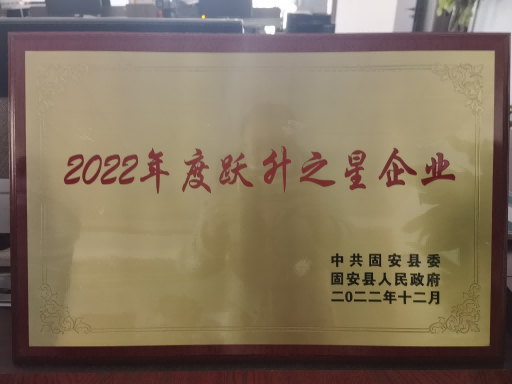 2022年度跃升之星企业
中共固安县委
固安县人民政府
二〇二二年十二月